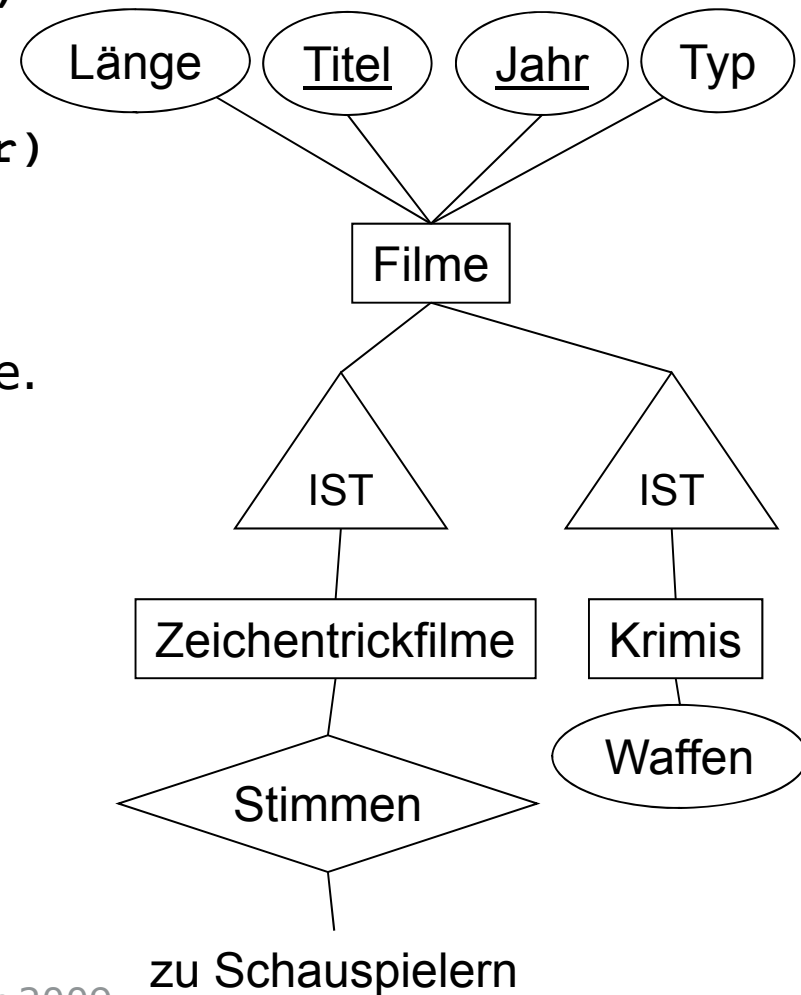 Länge Titel Jahr Typ
r)
Filme
e.
IST IST
Zeichentrickfilme Krimis
Waffen
Stimmen
zu Schauspielern